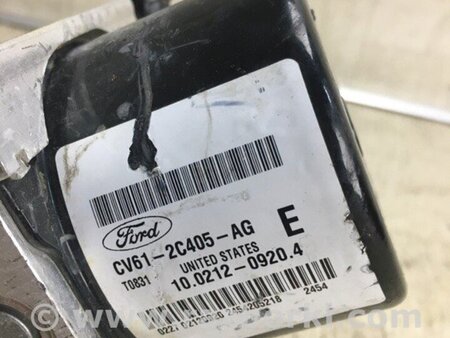 Ford
E
CV61-2C405-AG
UNITED STATES
T0831
10.0212-0920.4
2454